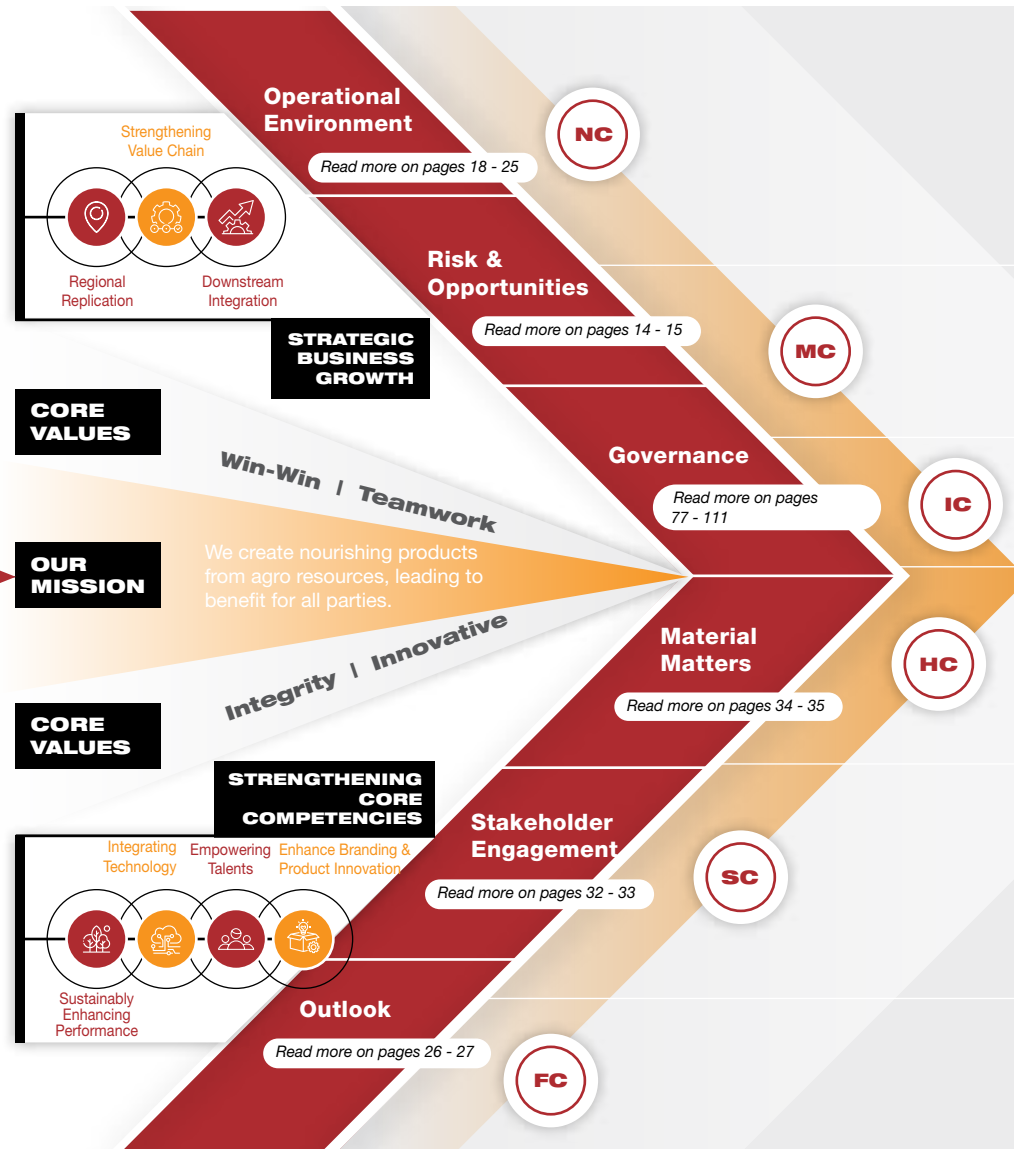 Operational
Environment
Read more on pages 18 - 25
NC
Strengthening
Value Chain
Regional
Replication
Downstream
Integration
STRATEGIC
BUSINESS
GROWTH
Risk &
Opportunities
Read more on pages 14 - 15
MC
CORE
VALUES
Win-Win | Teamwork
Governance
Read more on pages
77 - 111
IC
OUR
MISSION
We create nourishing products
from agro resources, leading to
benefit for all parties.
Integrity | Innovative
Material
Matters
Read more on pages 34 - 35
HC
CORE
VALUES
STRENGTHENING
CORE
COMPETENCIES
Stakeholder
Engagement
Read more on pages 32 - 33
SC
Integrating
Technology
Empowering
Talents
Enhance Branding &
Product Innovation
Sustainably
Enhancing
Performance
Outlook
Read more on pages 26 - 27
FC